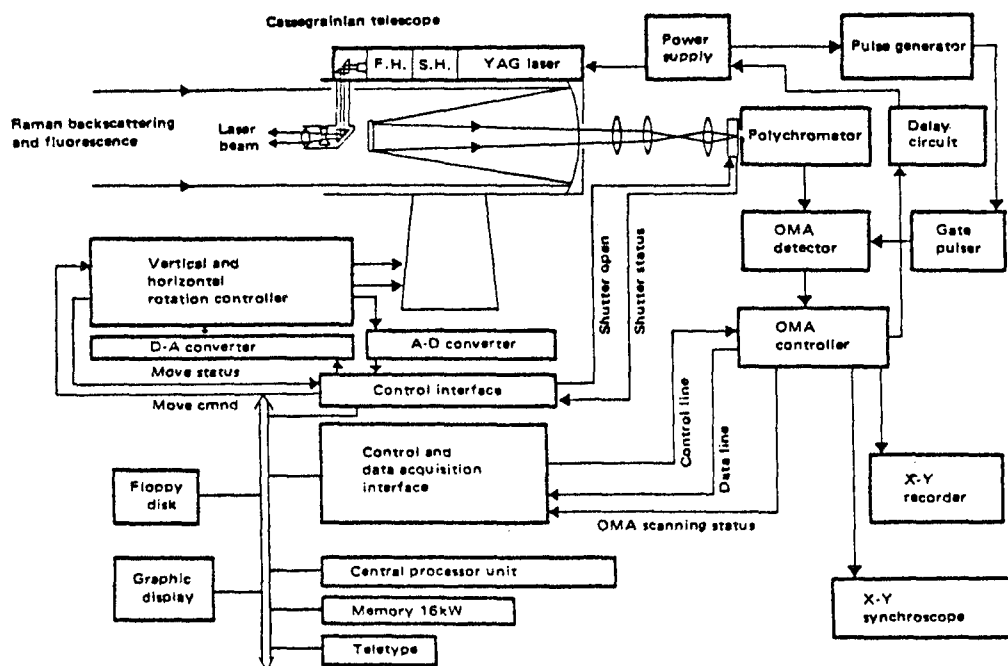 Cassegrainian telescope
F.H.
S.H.
YAG laser
Power
supply
Pulse generator
Raman backscattering
and fluorescence
Laser
beam
Polychromator
Delay
circuit
OMA
detector
Gate
pulser
Vertical and
horizontal
rotation controller
Shutter open
Shutter status
D-A converter
A-D converter
OMA
controller
Move status
Control interface
Move cmnd
Control line
Data line
Control and
data acquisition
interface
Floppy
disk
X-Y
recorder
OMA scanning status
Graphic
display
Central processor unit
Memory 16kW
Teletype
X-Y
synchroscope